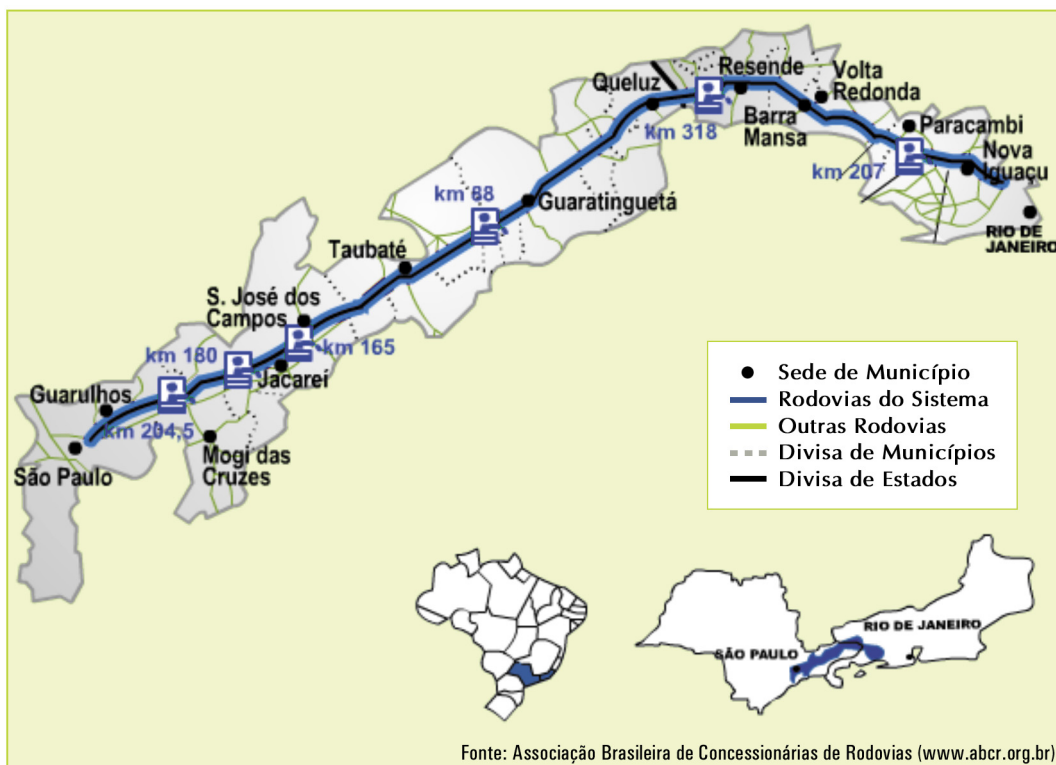 Queluz
Resende
Volta
Redonda
km 318
Barra
Mansa
Paracambi
Nova
Iguaçu
km 207
RIO DE
JANEIRO
km 88
Guaratinguetá
Taubaté
S. José dos
Campos
km 165
km 180
Jacarei
Guarulhos
km 204,5
Mogi das
Cruzes
São Paulo
Sede de Município
Rodovias do Sistema
Outras Rodovias
Divisa de Municípios
Divisa de Estados
RIO DE JANEIRO
SÃO PAULO
Fonte: Associação Brasileira de Concessionárias de Rodovias (www.abcr.org.br)